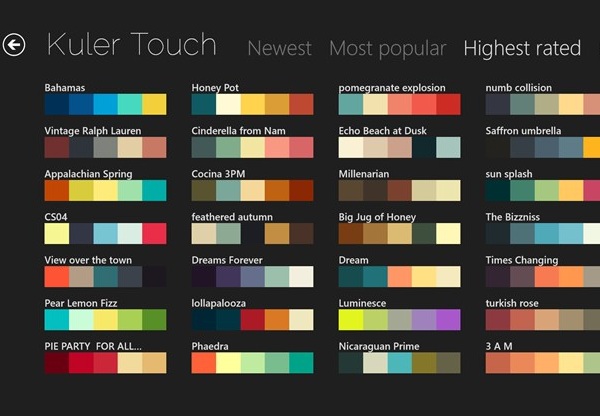 Kuler Touch Newest Most popular Highest rated
Bahamas Honey Pot pomegranate explosion numb collision
Vintage Ralph Lauren Cinderella from Nam Echo Beach at Dusk Saffron umbrella
Appalachian Spring Cocina 3PM Millenarian sun splash
CS04 feathered autumn Big Jug of Honey The Bizzniss
View over the town Dreams Forever Dream Times Changing
Pear Lemon Fizz lollapalooza Luminesce turkish rose
PIE PARTY FOR ALL... Phaedra Nicaraguan Prime 3 A M